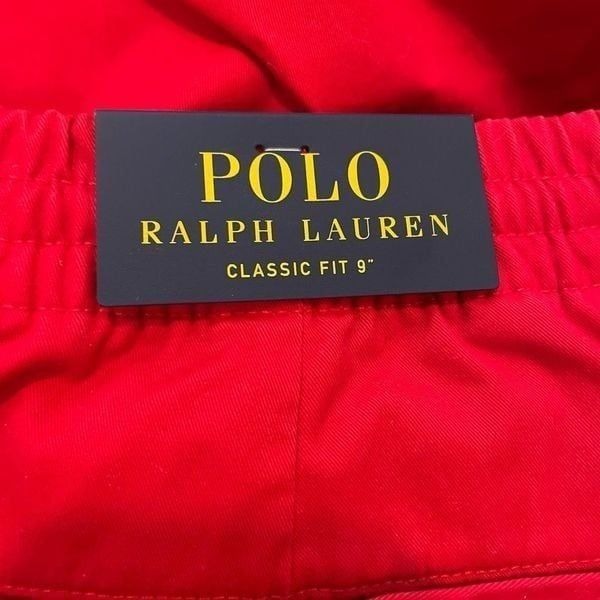 POLO
RALPH LAUREN
CLASSIC FIT 9"